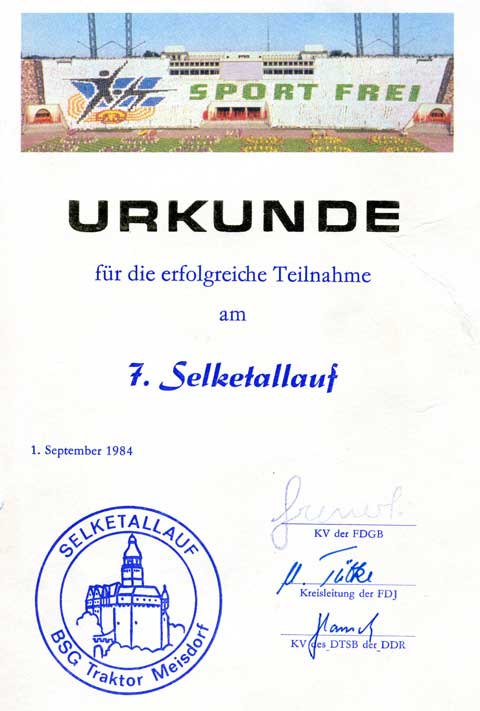 SPORT FREI
URKUNDE
für die erfolgreiche Teilnahme
am
7. Selketallauf
1. September 1984
KV der FDGB
Kreisleitung der FDJ
KV des DTSB der DDR
SELKETALLAUF
BSG Traktor Meisdorf